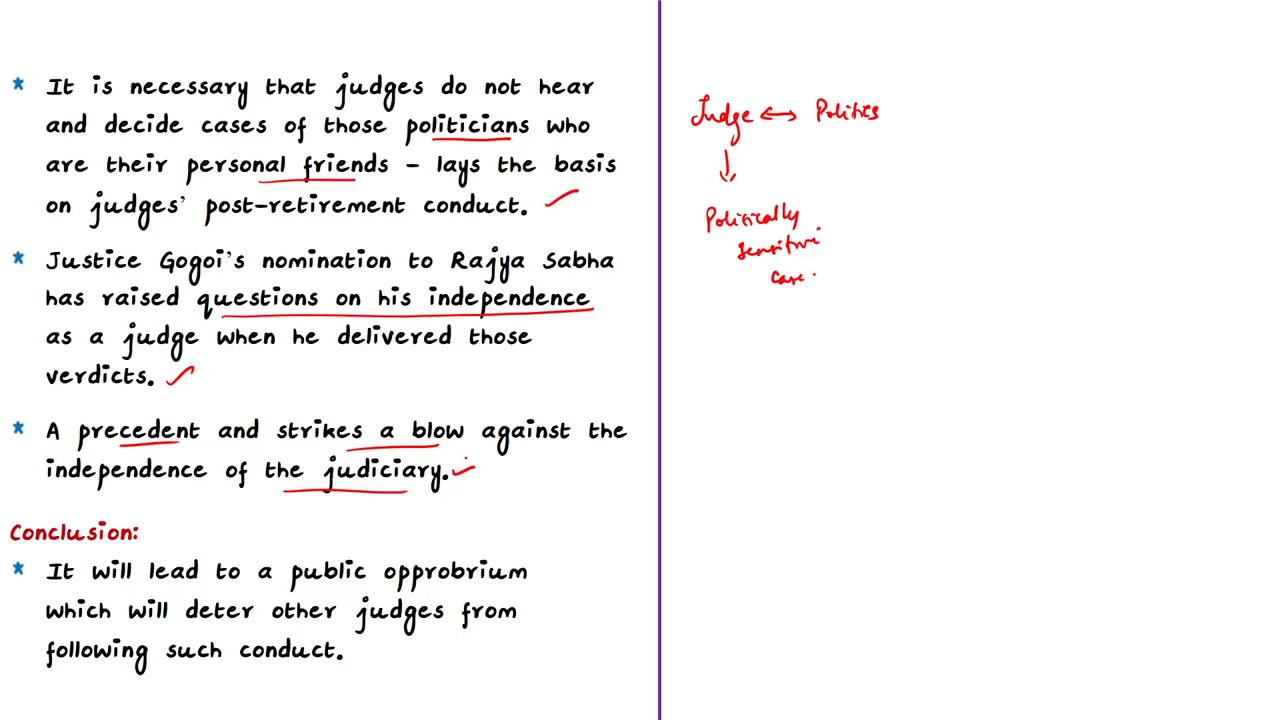 * It is necessary that judges do not hear
and decide cases of those politicians who
are their personal friends - lays the basis
on judges' post-retirement conduct.
* Justice Gogoi's nomination to Rajya Sabha
has raised questions on his independence
as a judge when he delivered those
verdicts.
* A precedent and strikes a blow against the
independence of the judiciary.
Conclusion:
* It will lead to a public opprobrium
which will deter other judges from
following such conduct.
Judge ↔ Politics
↓
Politically
sensitive
case.